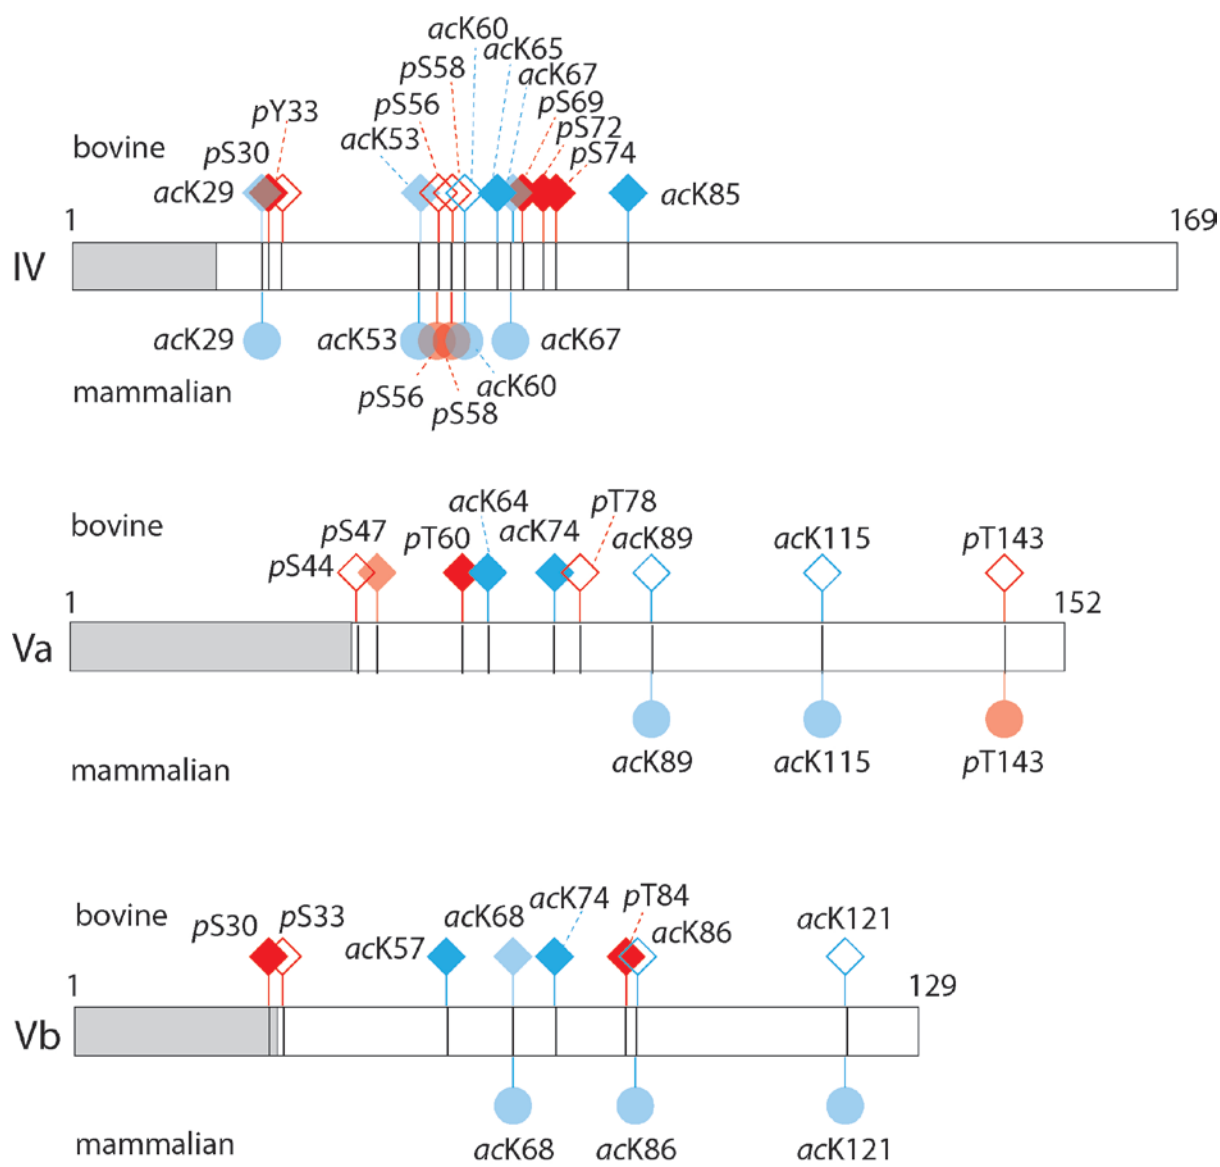 acK60
acK65
pS58
acK67
pS56
pS69
pY33
acK53
pS72
bovine
pS30
pS74
acK29
acK85
1
169
IV
acK29
acK53
acK67
mammalian
pS56
acK60
pS58
bovine
acK64
pT78
pS47
pT60
acK74
acK89
acK115
pT143
pS44
1
152
Va
mammalian
acK89
acK115
pT143
bovine
pS30
pS33
acK68
acK74
pT84
acK57
acK86
acK121
1
129
Vb
mammalian
acK68
acK86
acK121